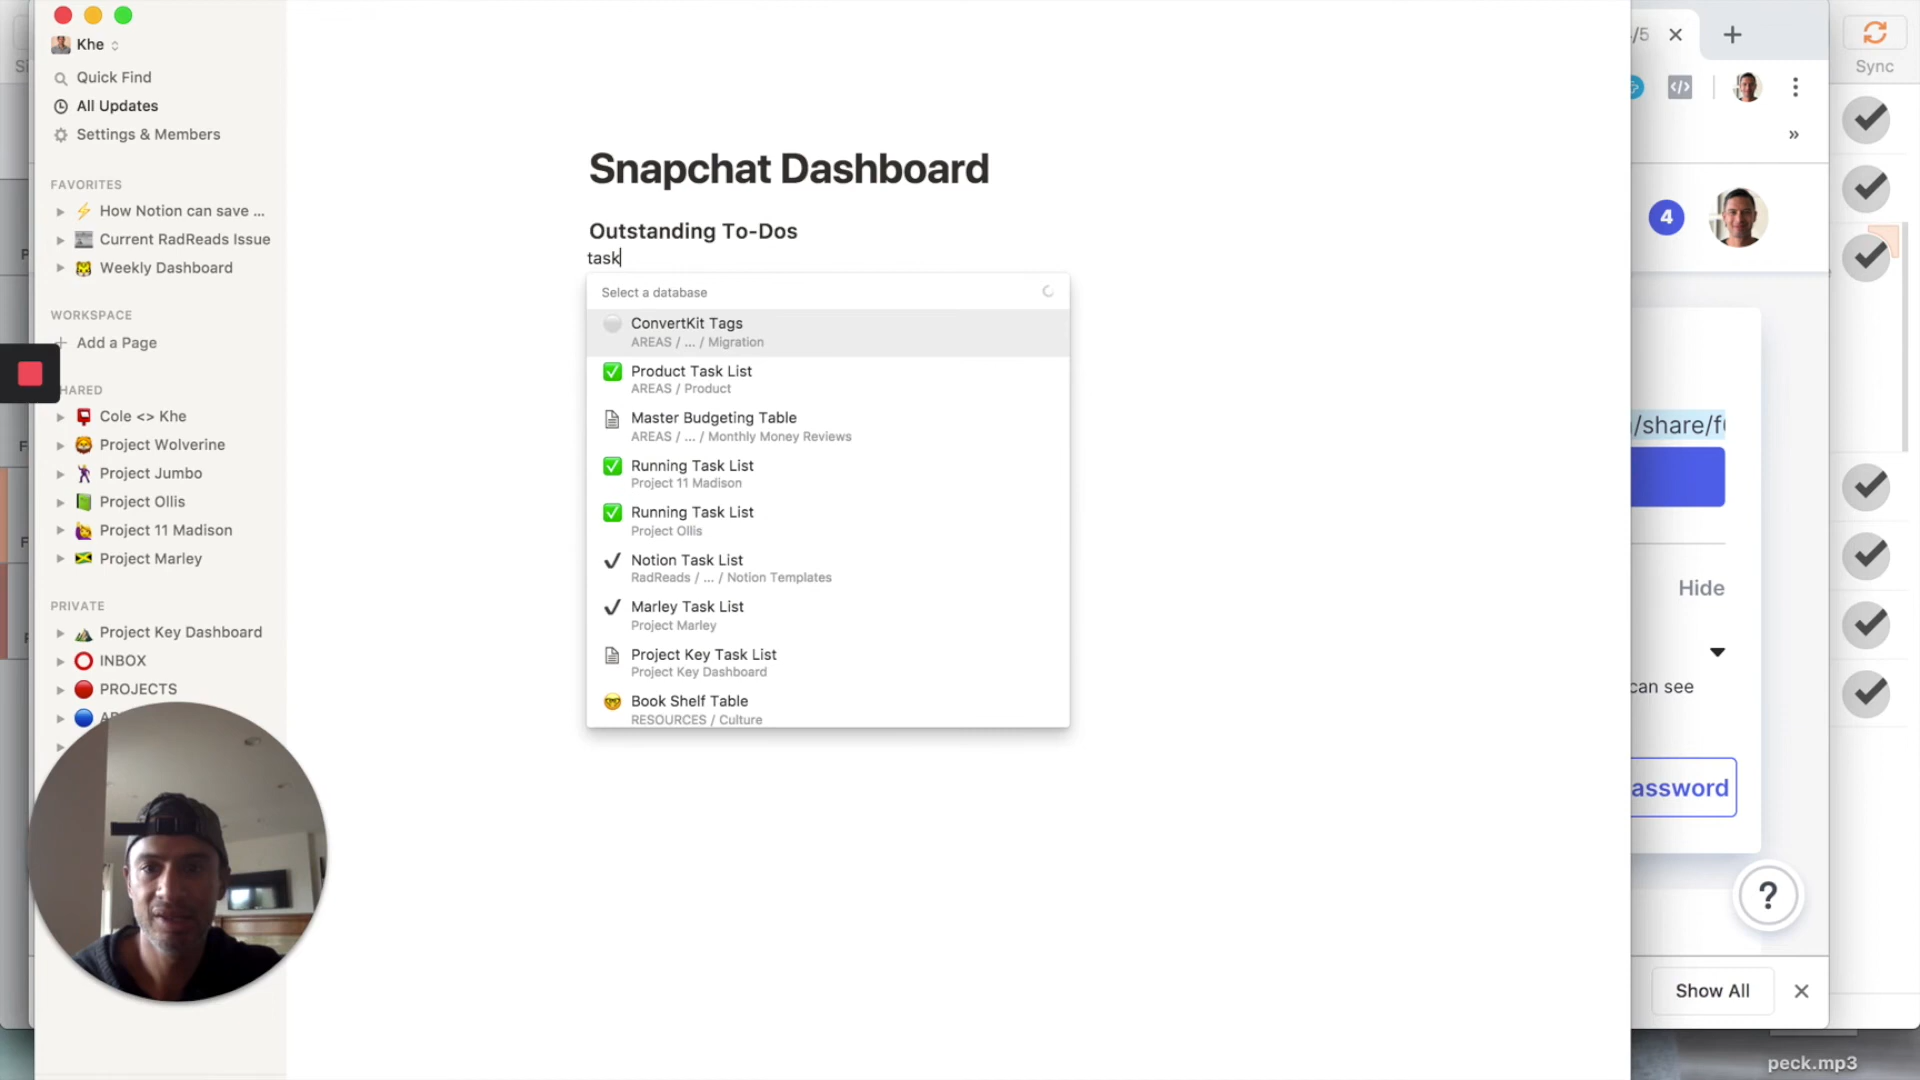 Khe
Quick Find
All Updates
Settings & Members
FAVORITES
How Notion can save ...
Current RadReads Issue
Weekly Dashboard
WORKSPACE
Add a Page
HARED
Cole <> Khe
Project Wolverine
Project Jumbo
Project Ollis
Project 11 Madison
Project Marley
PRIVATE
Project Key Dashboard
INBOX
PROJECTS
Snapchat Dashboard
Outstanding To-Dos
task
Select a database
ConvertKit Tags
AREAS / ... / Migration
Product Task List
AREAS / Product
Master Budgeting Table
AREAS / ... / Monthly Money Reviews
Running Task List
Project 11 Madison
Running Task List
Project Ollis
Notion Task List
RadReads / ... / Notion Templates
Marley Task List
Project Marley
Project Key Task List
Project Key Dashboard
Book Shelf Table
RESOURCES / Culture
/5
</>
»
4
/share/f
Hide
can see
assword
?
Show All
Sync
peck.mp3